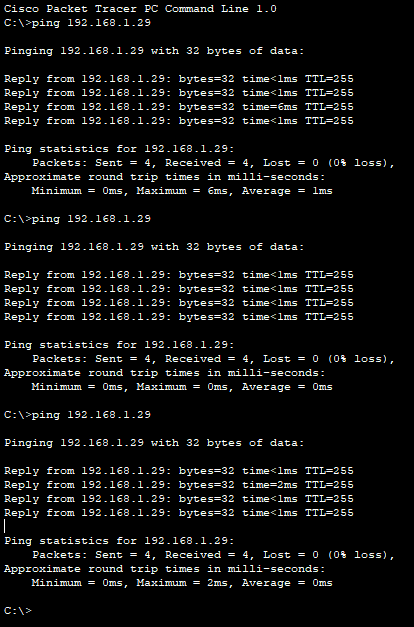 Cisco Packet Tracer PC Command Line 1.0
C:\>ping 192.168.1.29
Pinging 192.168.1.29 with 32 bytes of data:
Reply from 192.168.1.29: bytes=32 time<1ms TTL=255
Reply from 192.168.1.29: bytes=32 time<1ms TTL=255
Reply from 192.168.1.29: bytes=32 time=6ms TTL=255
Reply from 192.168.1.29: bytes=32 time<1ms TTL=255
Ping statistics for 192.168.1.29:
    Packets: Sent = 4, Received = 4, Lost = 0 (0% loss),
Approximate round trip times in milli-seconds:
    Minimum = 0ms, Maximum = 6ms, Average = 1ms
C:\>ping 192.168.1.29
Pinging 192.168.1.29 with 32 bytes of data:
Reply from 192.168.1.29: bytes=32 time<1ms TTL=255
Reply from 192.168.1.29: bytes=32 time<1ms TTL=255
Reply from 192.168.1.29: bytes=32 time<1ms TTL=255
Reply from 192.168.1.29: bytes=32 time<1ms TTL=255
Ping statistics for 192.168.1.29:
    Packets: Sent = 4, Received = 4, Lost = 0 (0% loss),
Approximate round trip times in milli-seconds:
    Minimum = 0ms, Maximum = 0ms, Average = 0ms
C:\>ping 192.168.1.29
Pinging 192.168.1.29 with 32 bytes of data:
Reply from 192.168.1.29: bytes=32 time<1ms TTL=255
Reply from 192.168.1.29: bytes=32 time=2ms TTL=255
Reply from 192.168.1.29: bytes=32 time<1ms TTL=255
Reply from 192.168.1.29: bytes=32 time<1ms TTL=255
Ping statistics for 192.168.1.29:
    Packets: Sent = 4, Received = 4, Lost = 0 (0% loss),
Approximate round trip times in milli-seconds:
    Minimum = 0ms, Maximum = 2ms, Average = 0ms
C:\>